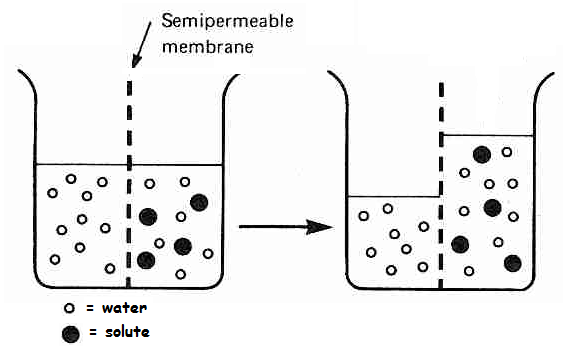 Semipermeable
membrane
= water
= solute